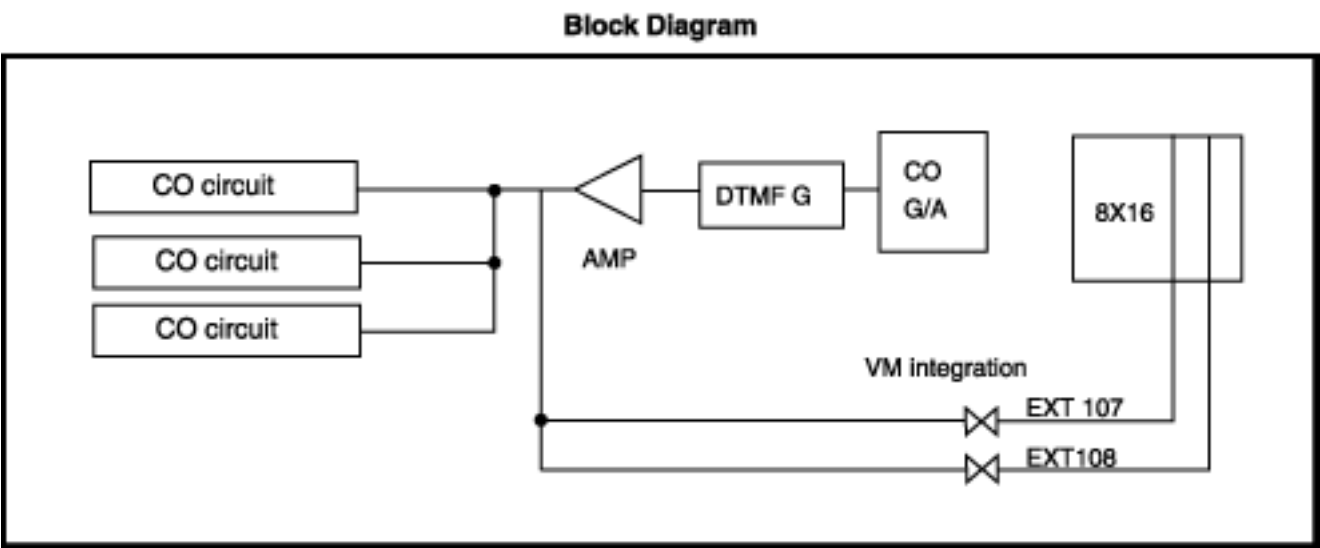 Block Diagram
CO circuit
CO circuit
CO circuit
AMP
DTMF G
CO
G/A
8X16
VM integration
EXT 107
EXT108